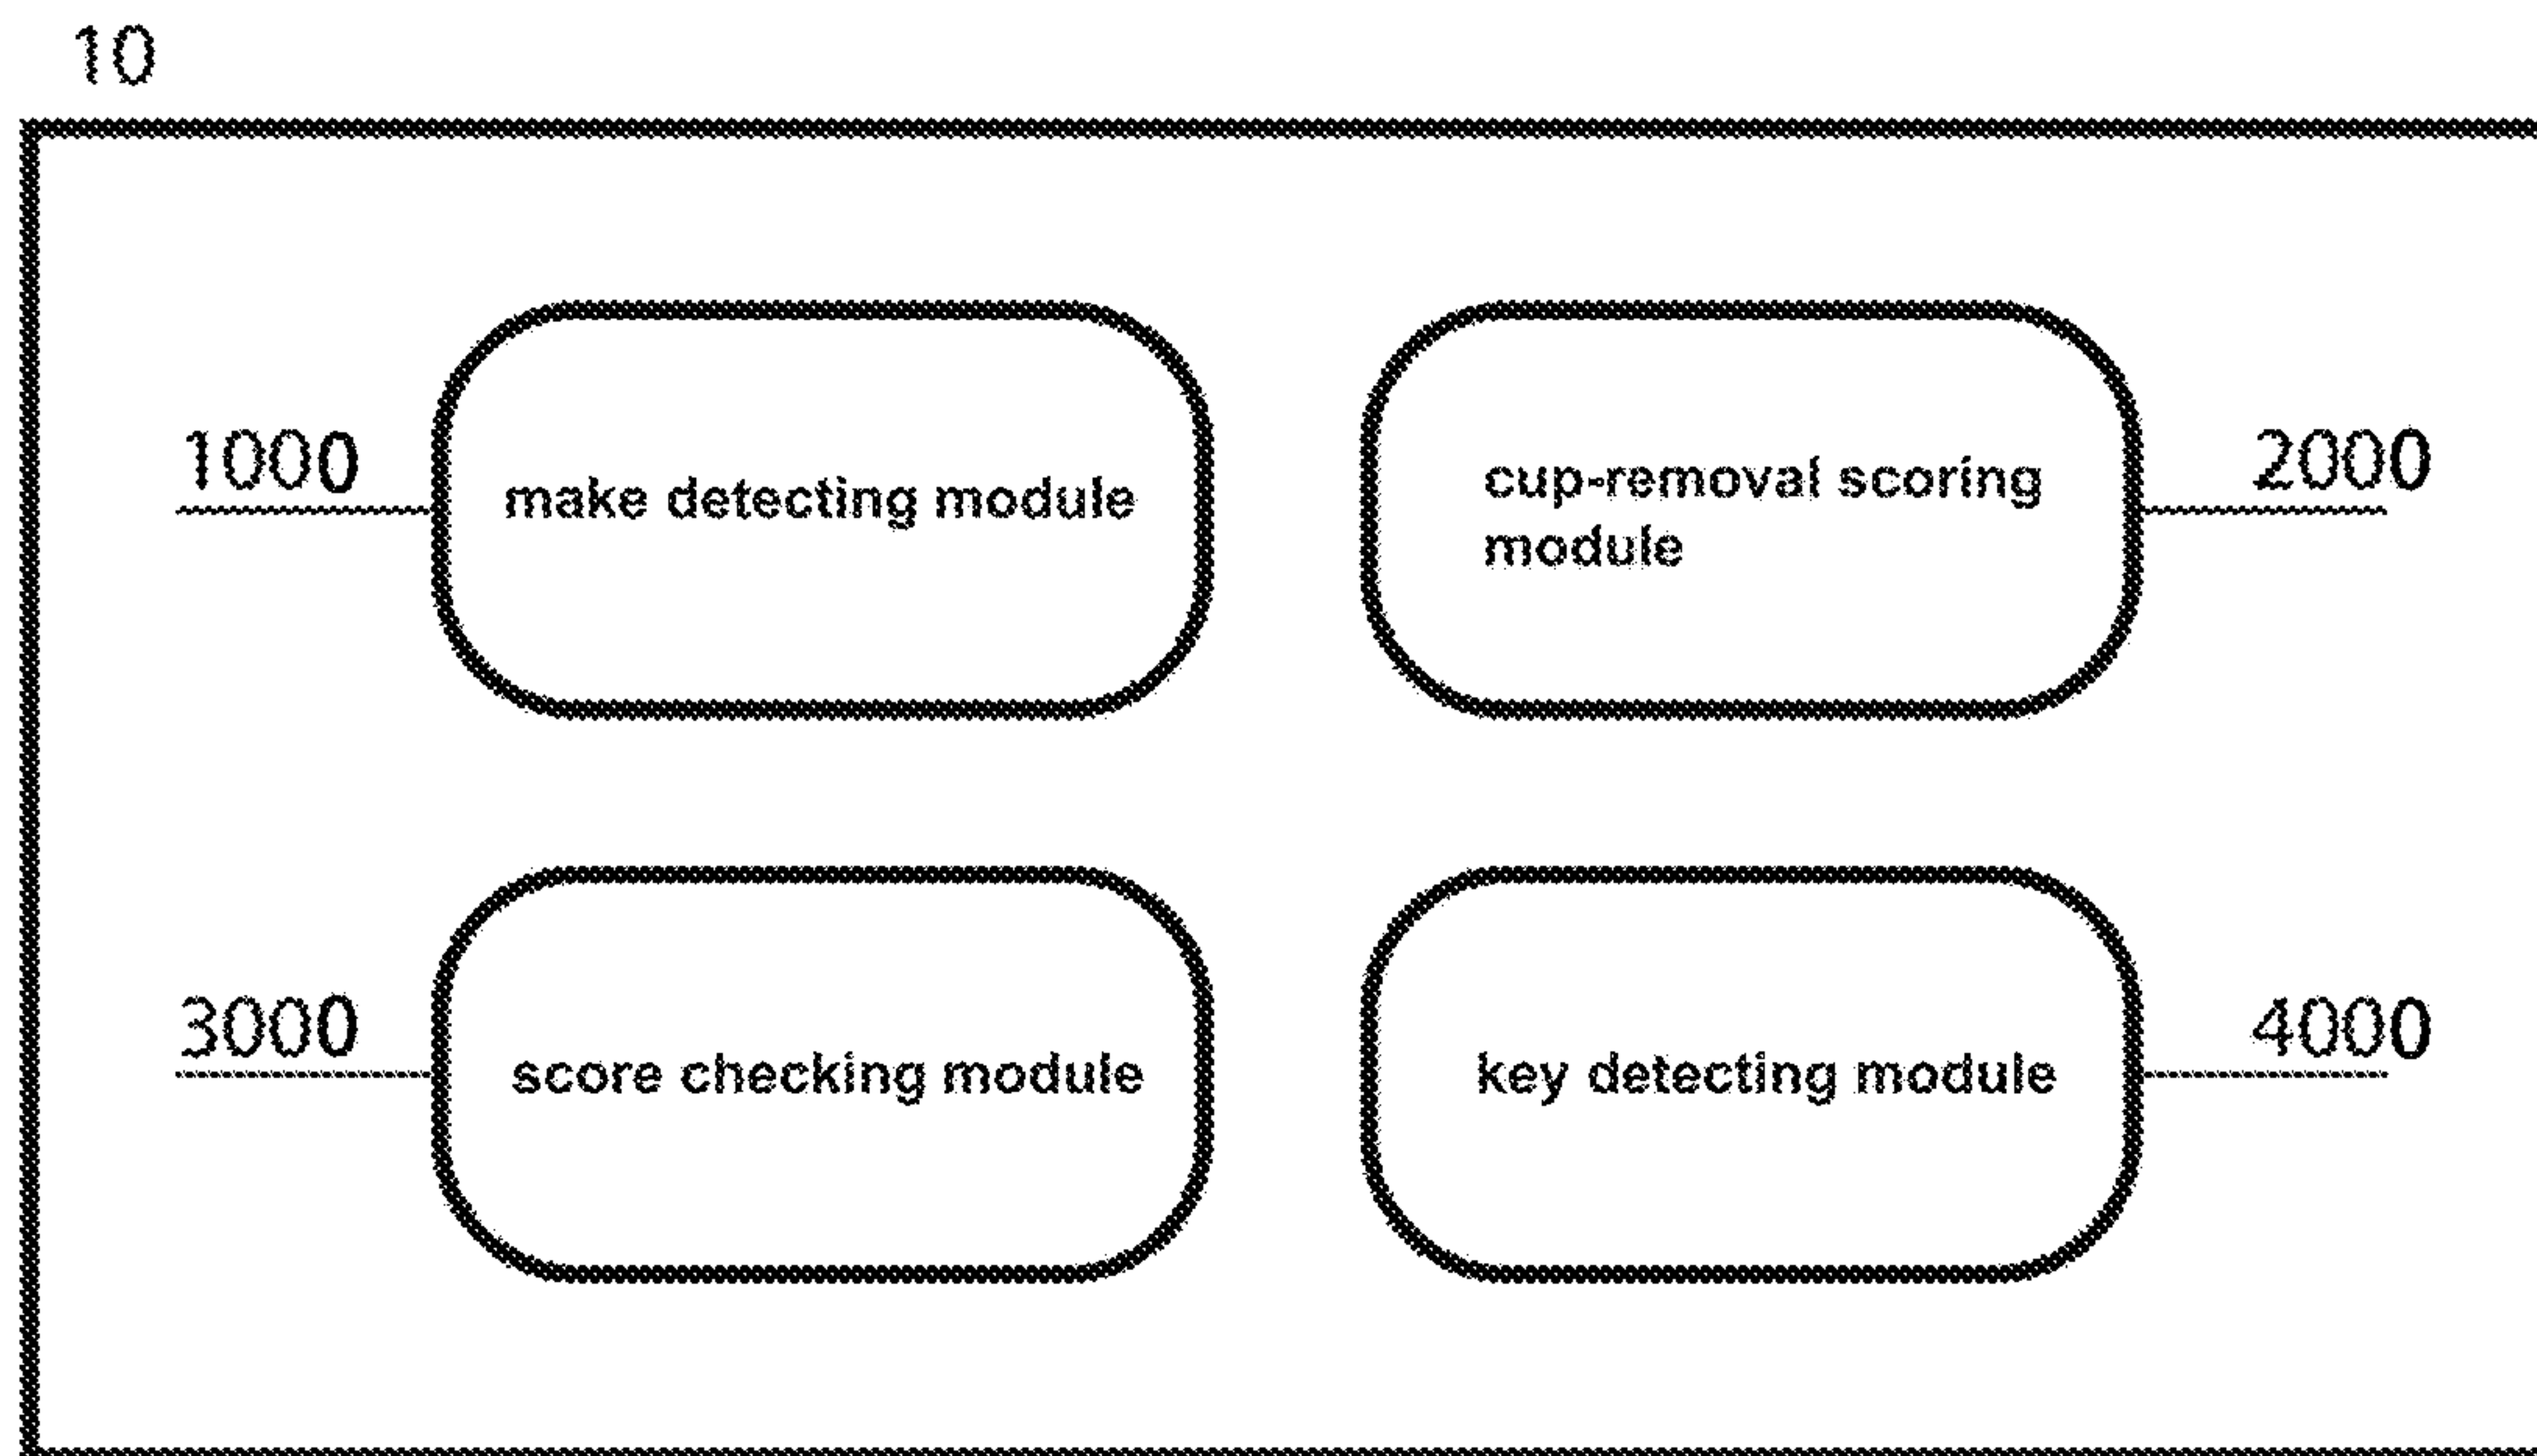 10
1000
make detecting module
cup-removal scoring
module
2000
3000
score checking module
key detecting module
4000